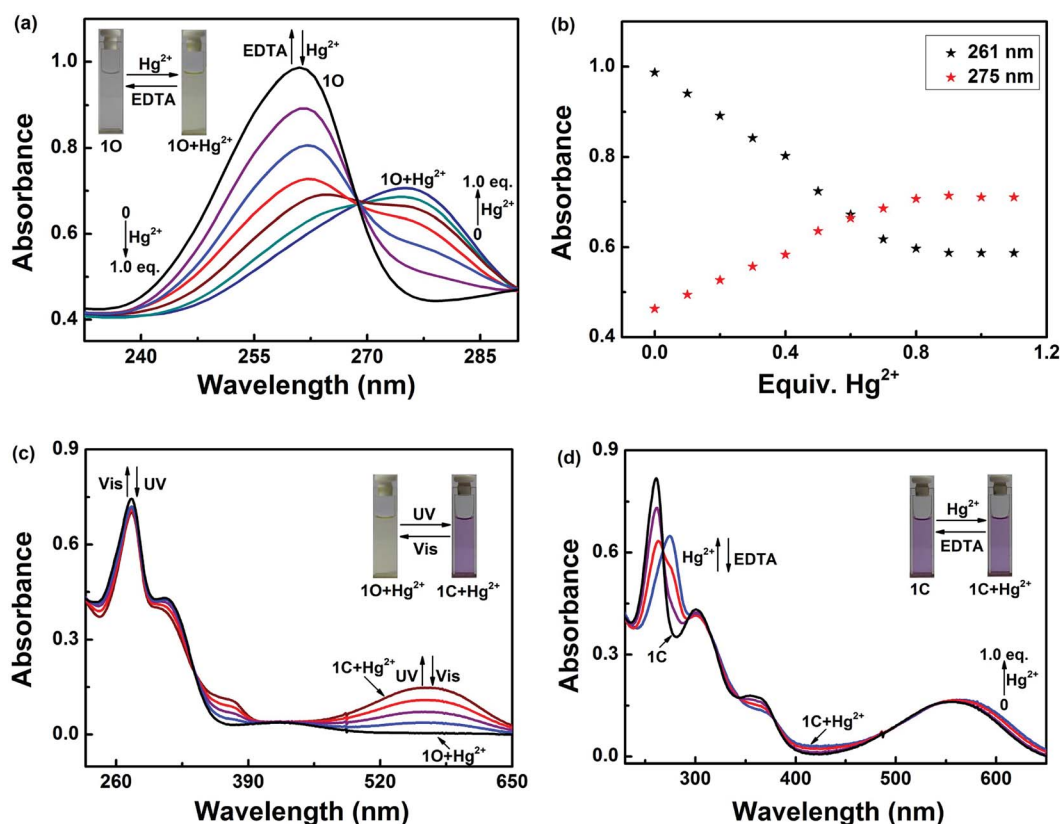 (a)
EDTA Hg²⁺
1O
Hg²⁺
EDTA
1O
1O+Hg²⁺
1O+Hg²⁺
0
Hg²⁺
1.0 eq.
1.0 eq.
Hg²⁺
0
Absorbance
1.0
0.8
0.6
0.4
240 255 270 285
Wavelength (nm)
(b)
261 nm
275 nm
Absorbance
1.0
0.8
0.6
0.4
0.0 0.4 0.8 1.2
Equiv. Hg²⁺
(c)
Vis UV
UV
Vis
1O+Hg²⁺ 1C+Hg²⁺
1C+Hg²⁺
UV Vis
1O+Hg²⁺
Absorbance
0.9
0.6
0.3
0.0
260 390 520 650
Wavelength (nm)
(d)
Hg²⁺ EDTA
Hg²⁺
EDTA
1C 1C+Hg²⁺
1C
1C+Hg²⁺
1.0 eq.
Hg²⁺
0
Absorbance
0.9
0.6
0.3
0.0
300 400 500 600
Wavelength (nm)